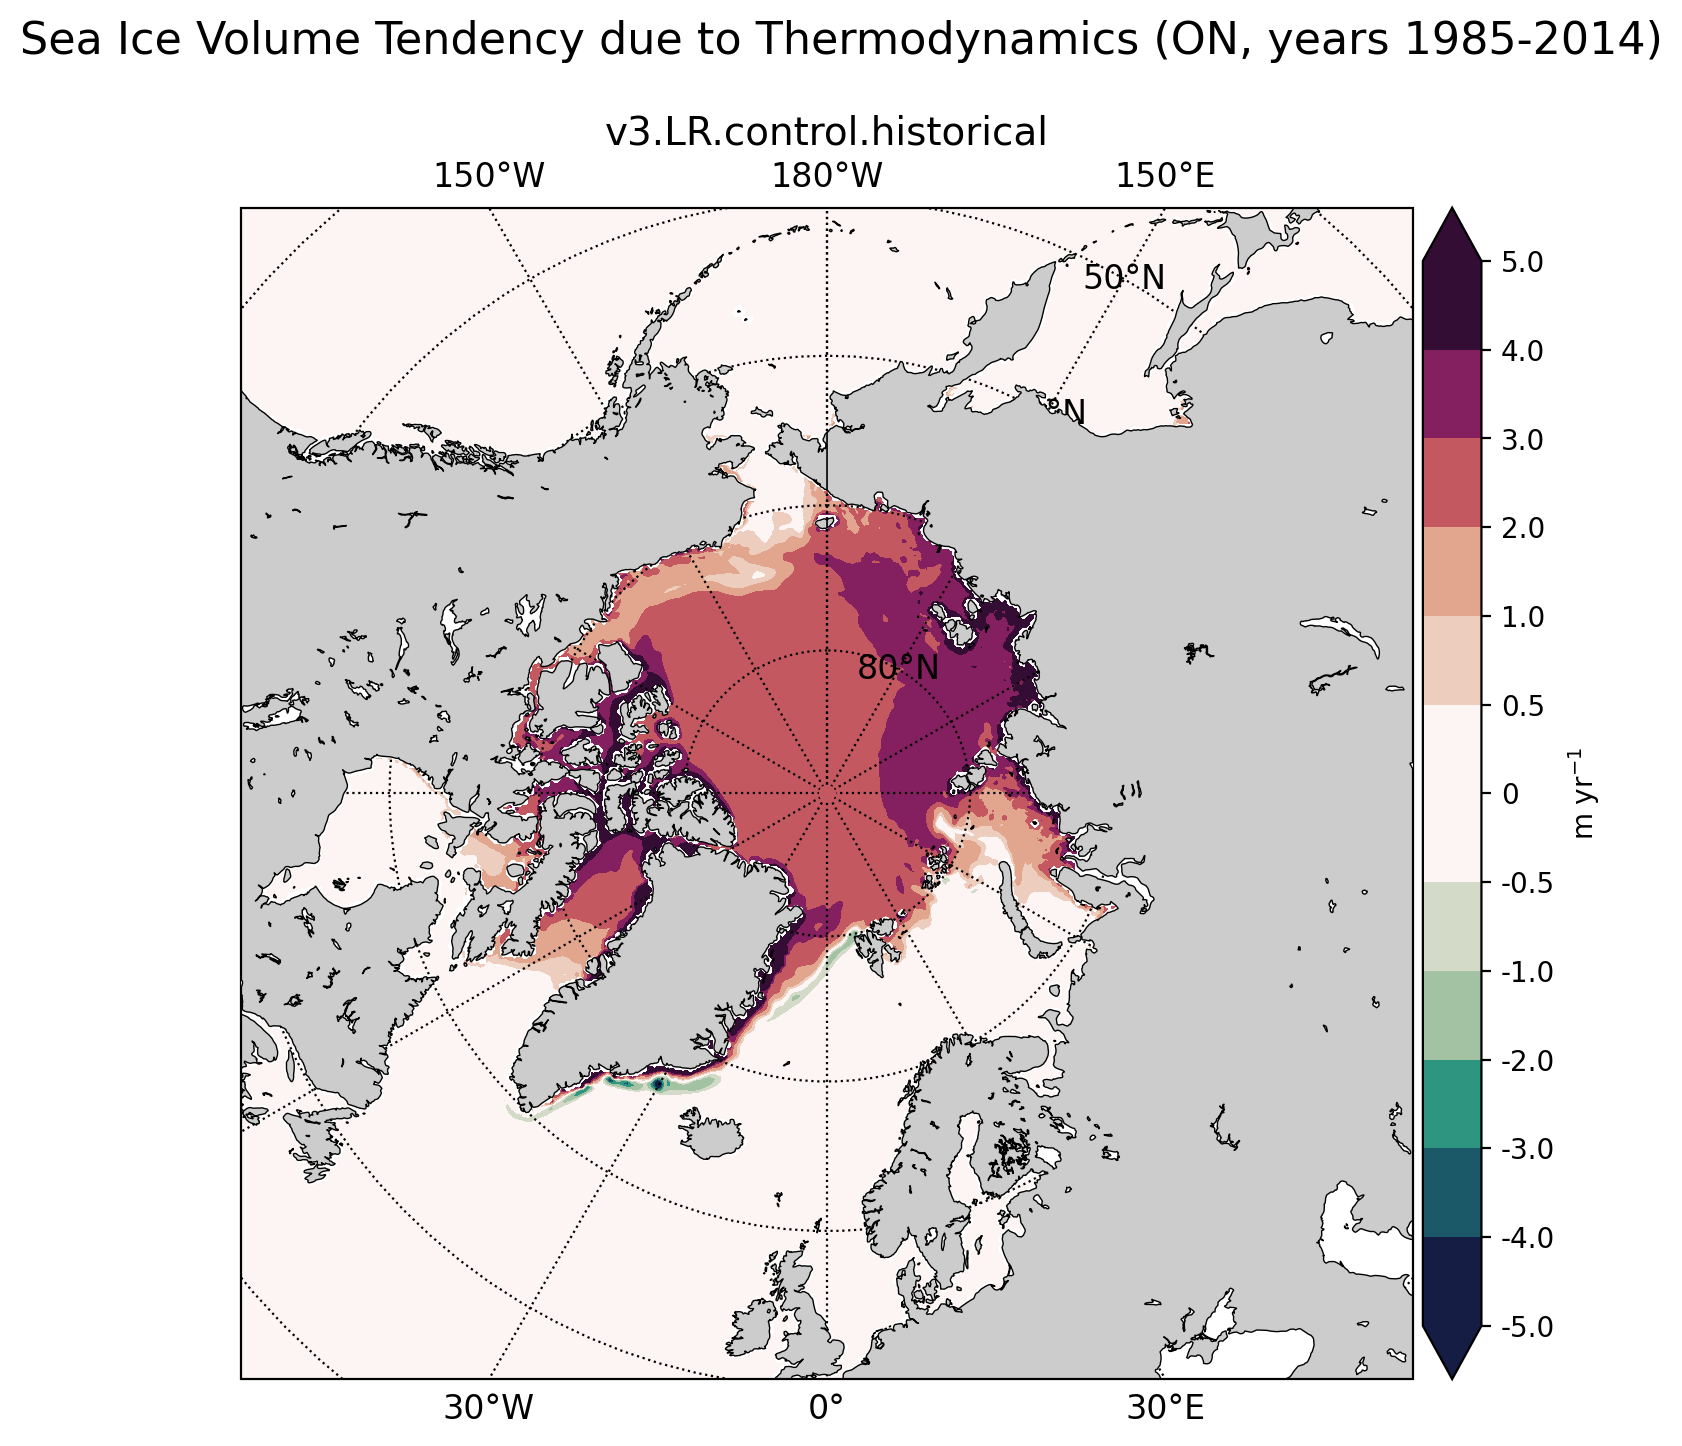 Sea Ice Volume Tendency due to Thermodynamics (ON, years 1985-2014)
v3.LR.control.historical
150°W 180°W 150°E
50°N
°N
80°N
5.0
4.0
3.0
2.0
1.0
0.5
0
-0.5
-1.0
-2.0
-3.0
-4.0
-5.0
m yr⁻¹
30°W 0° 30°E